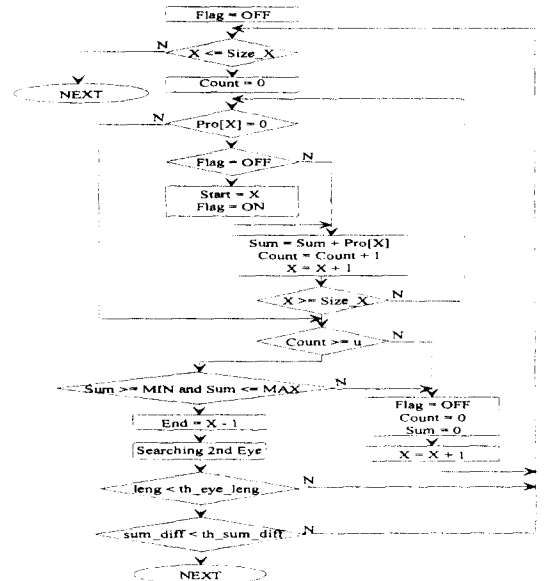 Flag = OFF
N
X <= Size_X
Count = 0
NEXT
N
Pro[X] = 0
Flag = OFF
N
Start = X
Flag = ON
Sum = Sum + Pro[X]
Count = Count + 1
X = X + 1
X >= Size_X
N
Count >= u
N
Sum >= MIN and Sum <= MAX
N
Flag = OFF
Count = 0
Sum = 0
End = X - 1
X = X + 1
Searching 2nd Eye
leng < th_eye_leng
N
sum_diff < th_sum_diff
N
NEXT